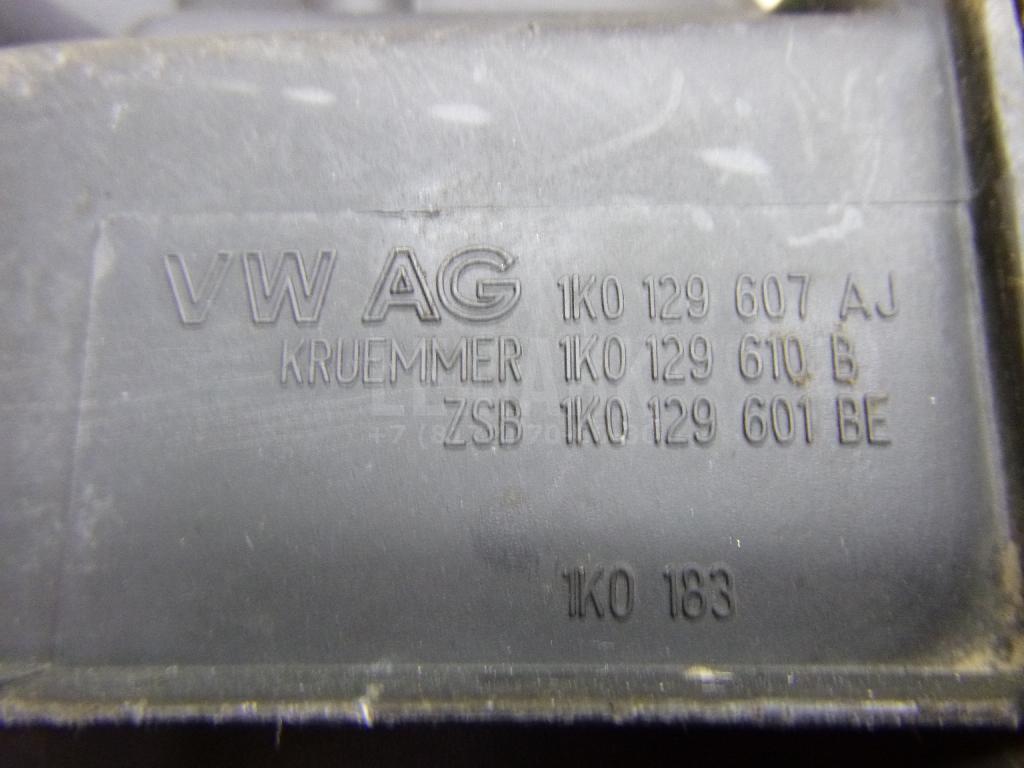 VW AG 1K0 129 607 AJ
KRUEMMER 1K0 129 610 B
ZSB 1K0 129 601 BE
1K0 183